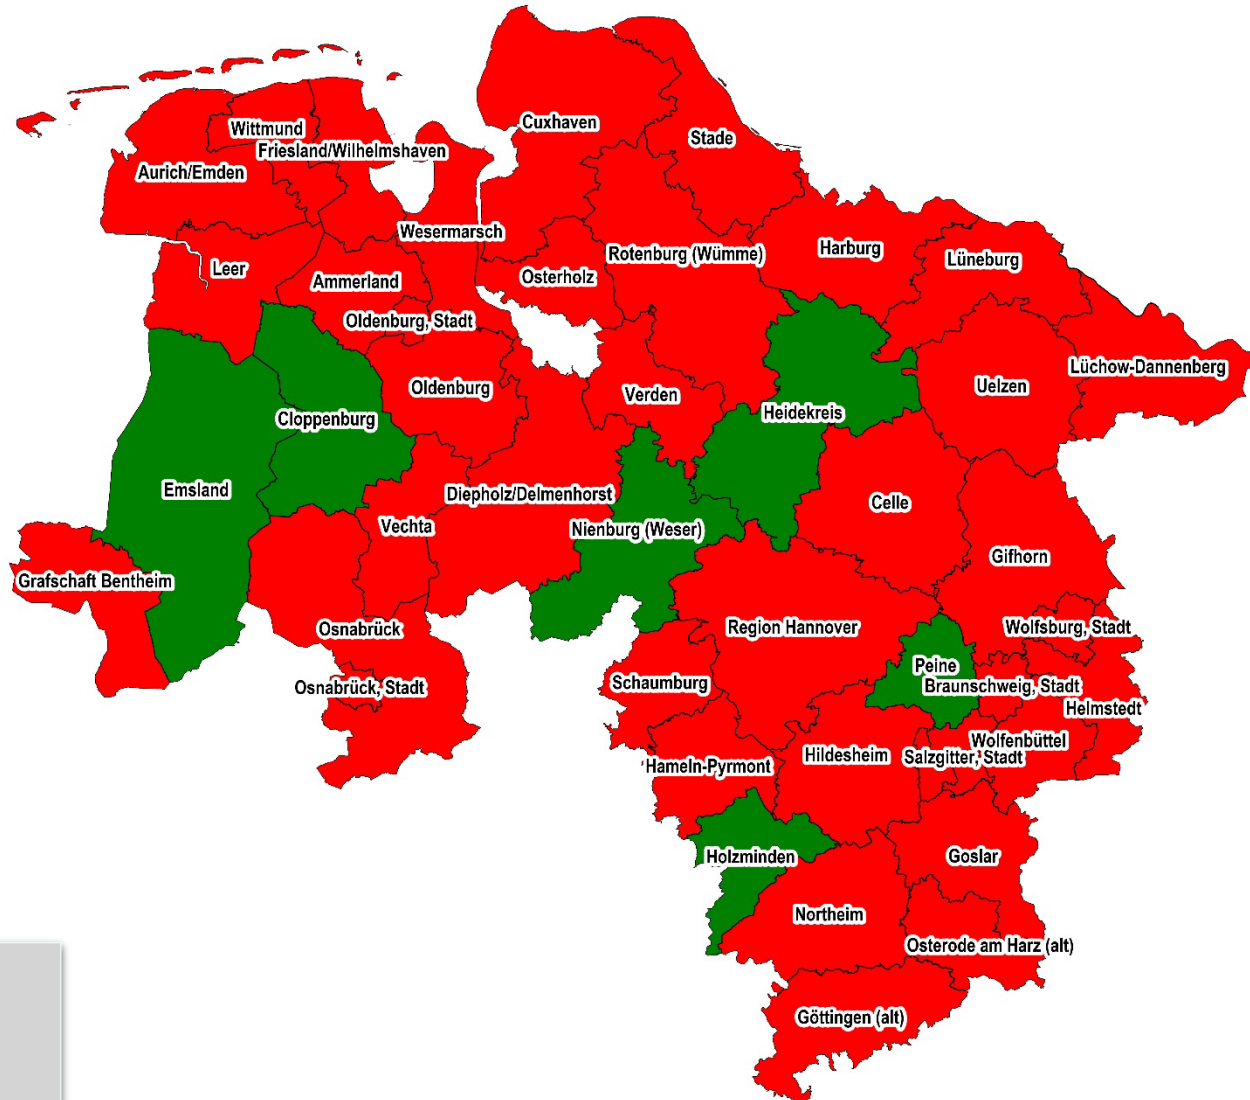 Cuxhaven
Wittmund
Stade
Friesland/Wilhelmshaven
Aurich/Emden
Wesermarsch
Harburg
Rotenburg (Wümme)
Lüneburg
Leer
Osterholz
Ammerland
Oldenburg, Stadt
Lüchow-Dannenberg
Oldenburg
Uelzen
Verden
Heidekreis
Cloppenburg
Emsland
Diepholz/Delmenhorst
Celle
Vechta
Nienburg (Weser)
Gifhorn
Grafschaft Bentheim
Osnabrück
Region Hannover
Wolfsburg, Stadt
Peine
Schaumburg
Osnabrück, Stadt
Braunschweig, Stadt
Helmstedt
Wolfenbüttel
Hildesheim
Salzgitter, Stadt
Hameln-Pyrmont
Holzminden
Goslar
Northeim
Osterode am Harz (alt)
Göttingen (alt)